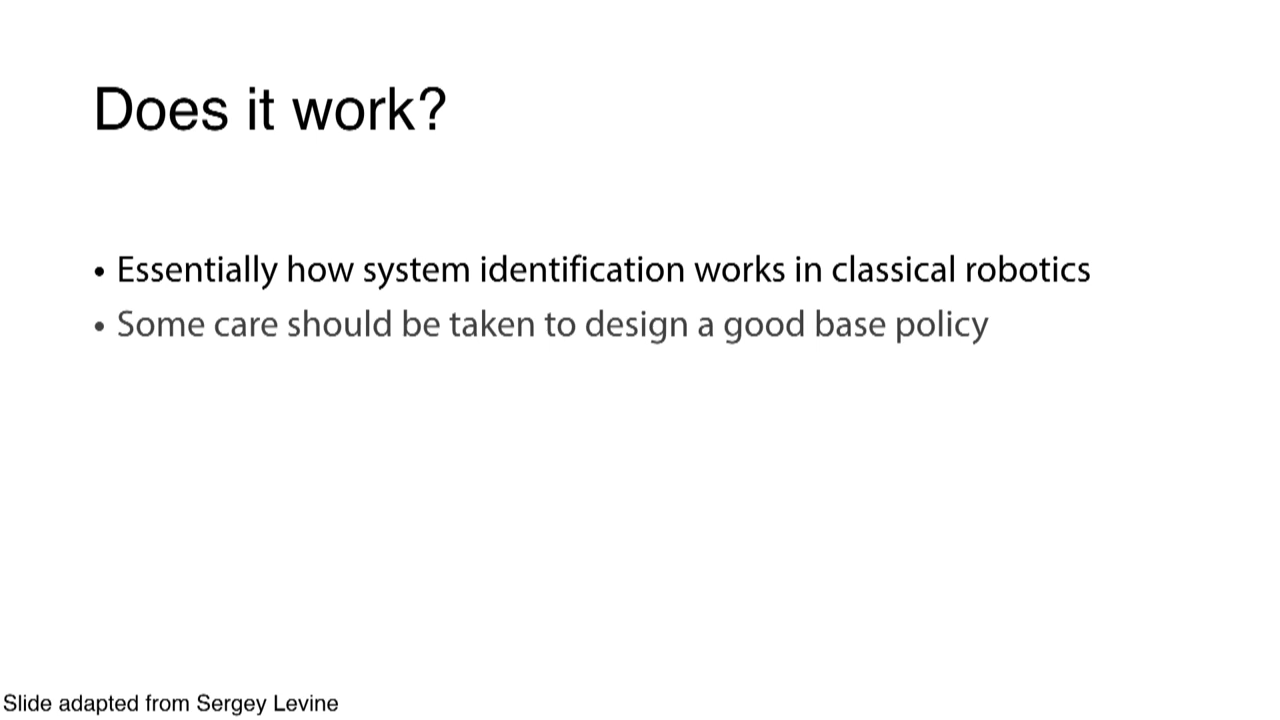 Does it work?
• Essentially how system identification works in classical robotics
• Some care should be taken to design a good base policy
Slide adapted from Sergey Levine